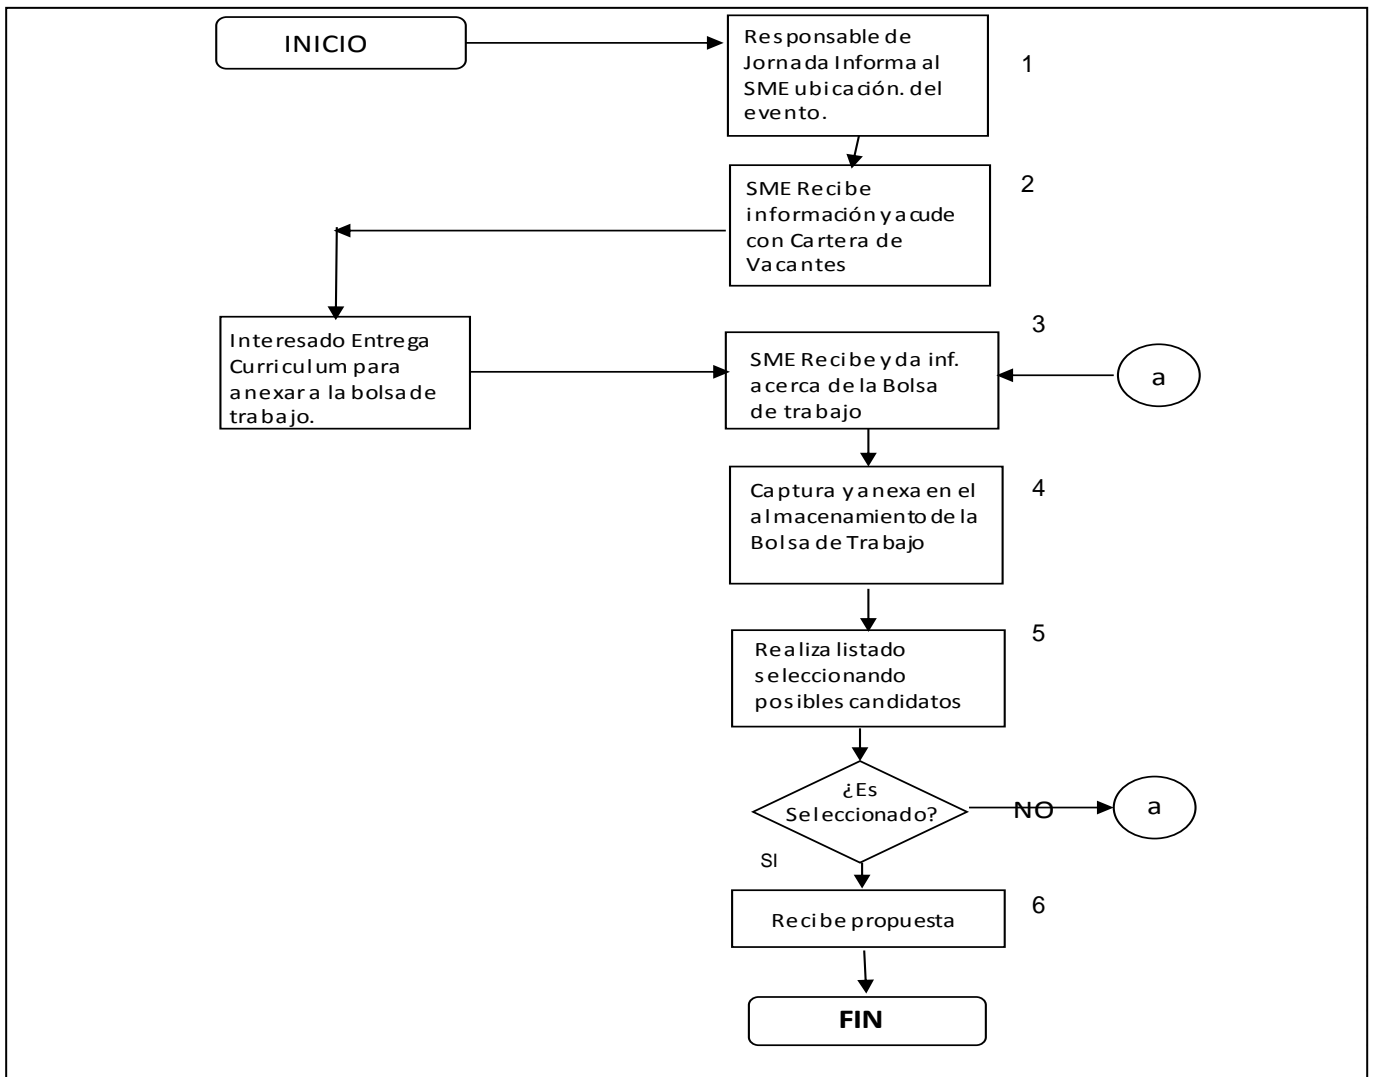 INICIO
Responsable de
Jornada Informa al
SME ubicación. del
evento.
1
SME Recibe
información y acude
con Cartera de
Vacantes
2
Interesado Entrega
Curriculum para
anexar a la bolsa de
trabajo.
SME Recibe y da inf.
acerca de la Bolsa
de trabajo
3
a
Captura y anexa en el
almacenamiento de la
Bolsa de Trabajo
4
Realiza listado
seleccionando
posibles candidatos
5
¿Es
Seleccionado?
NO
a
SI
Recibe propuesta
6
FIN